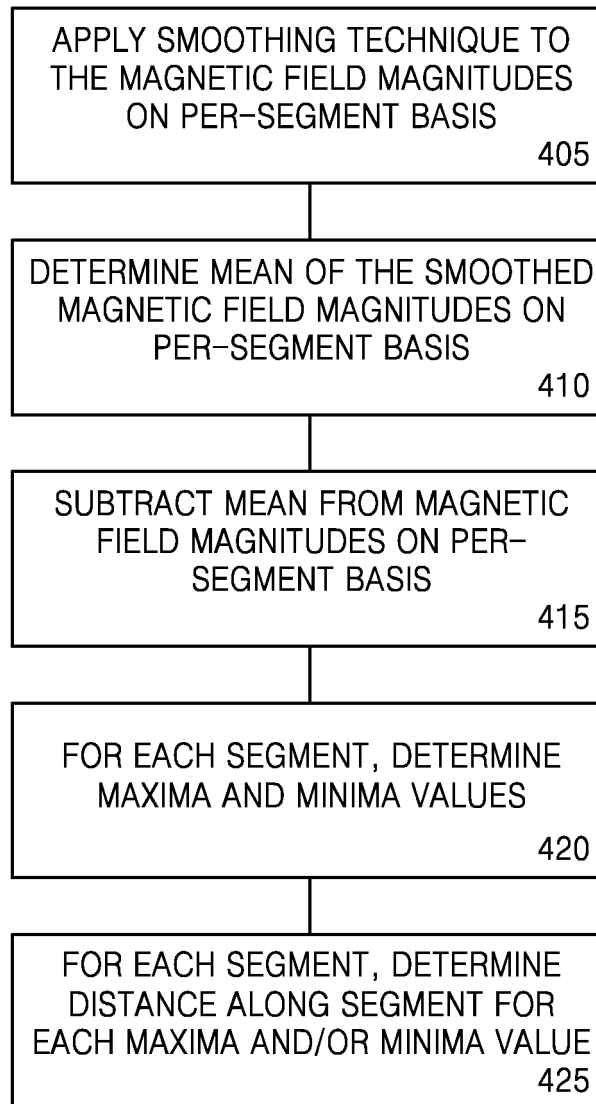 APPLY SMOOTHING TECHNIQUE TO
THE MAGNETIC FIELD MAGNITUDES
ON PER-SEGMENT BASIS
405
DETERMINE MEAN OF THE SMOOTHED
MAGNETIC FIELD MAGNITUDES ON
PER-SEGMENT BASIS
410
SUBTRACT MEAN FROM MAGNETIC
FIELD MAGNITUDES ON PER-
SEGMENT BASIS
415
FOR EACH SEGMENT, DETERMINE
MAXIMA AND MINIMA VALUES
420
FOR EACH SEGMENT, DETERMINE
DISTANCE ALONG SEGMENT FOR
EACH MAXIMA AND/OR MINIMA VALUE
425